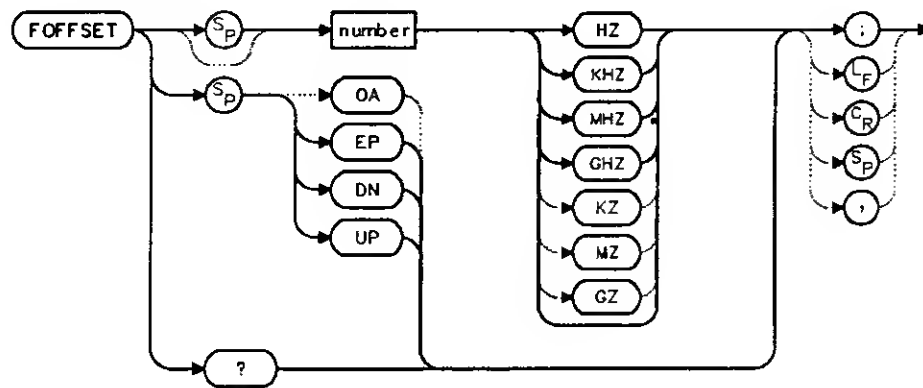 FOFFSET SP number HZ ;
KHZ LF
SP OA MHZ CR
EP GHZ SP
DN KZ ,
UP MZ
GZ
?